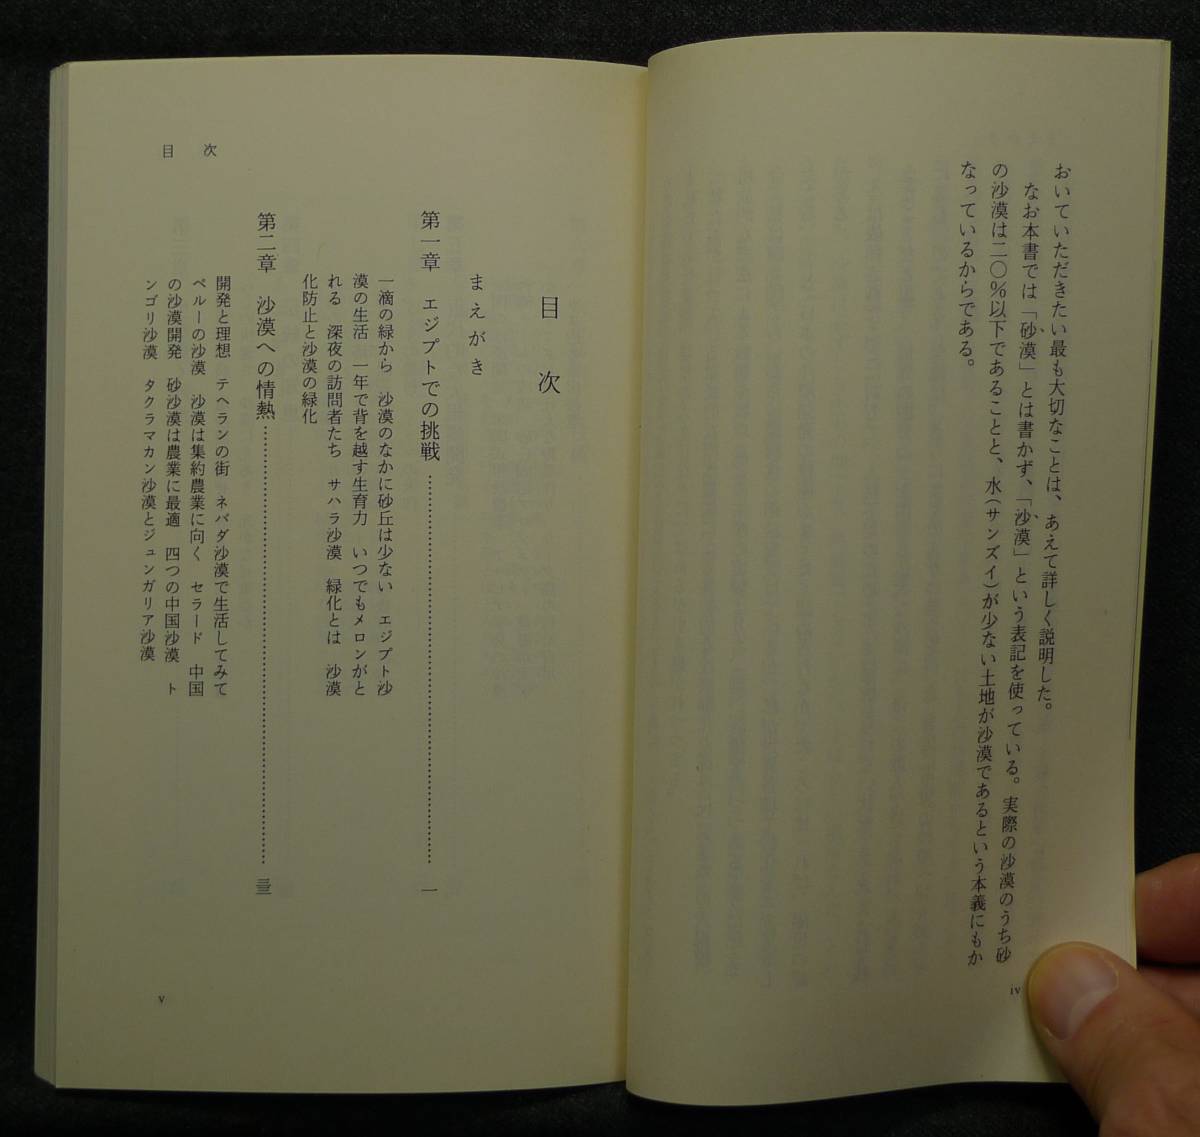 おいていただきたい最も大切なことは、あえて詳しく説明した。
なお本書では「砂漠」とは書かず、「沙漠」という表記を使っている。実際の沙漠のうち砂
の沙漠は二〇％以下であることと、水（サンズイ）が少ない土地が沙漠であるという本義にもか
なっているからである。
iv
目次
まえがき
第一章 エジプトでの挑戦……………………一
一滴の緑から 沙漠のなかに砂丘は少ない エジプト沙
漠の生活 一年で背を越す生育力 いつでもメロンがと
れる 深夜の訪問者たち サハラ沙漠 緑化とは 沙漠
化防止と沙漠の緑化
第二章 沙漠への情熱……………………
開発と理想 テヘランの街 ネバダ沙漠で生活してみて
ペルーの沙漠 沙漠は集約農業に向く セラード 中国
の沙漠開発 砂沙漠は農業に最適 四つの中国沙漠 ト
ンゴリ沙漠 タクラマカン沙漠とジュンガリア沙漠
目次
v